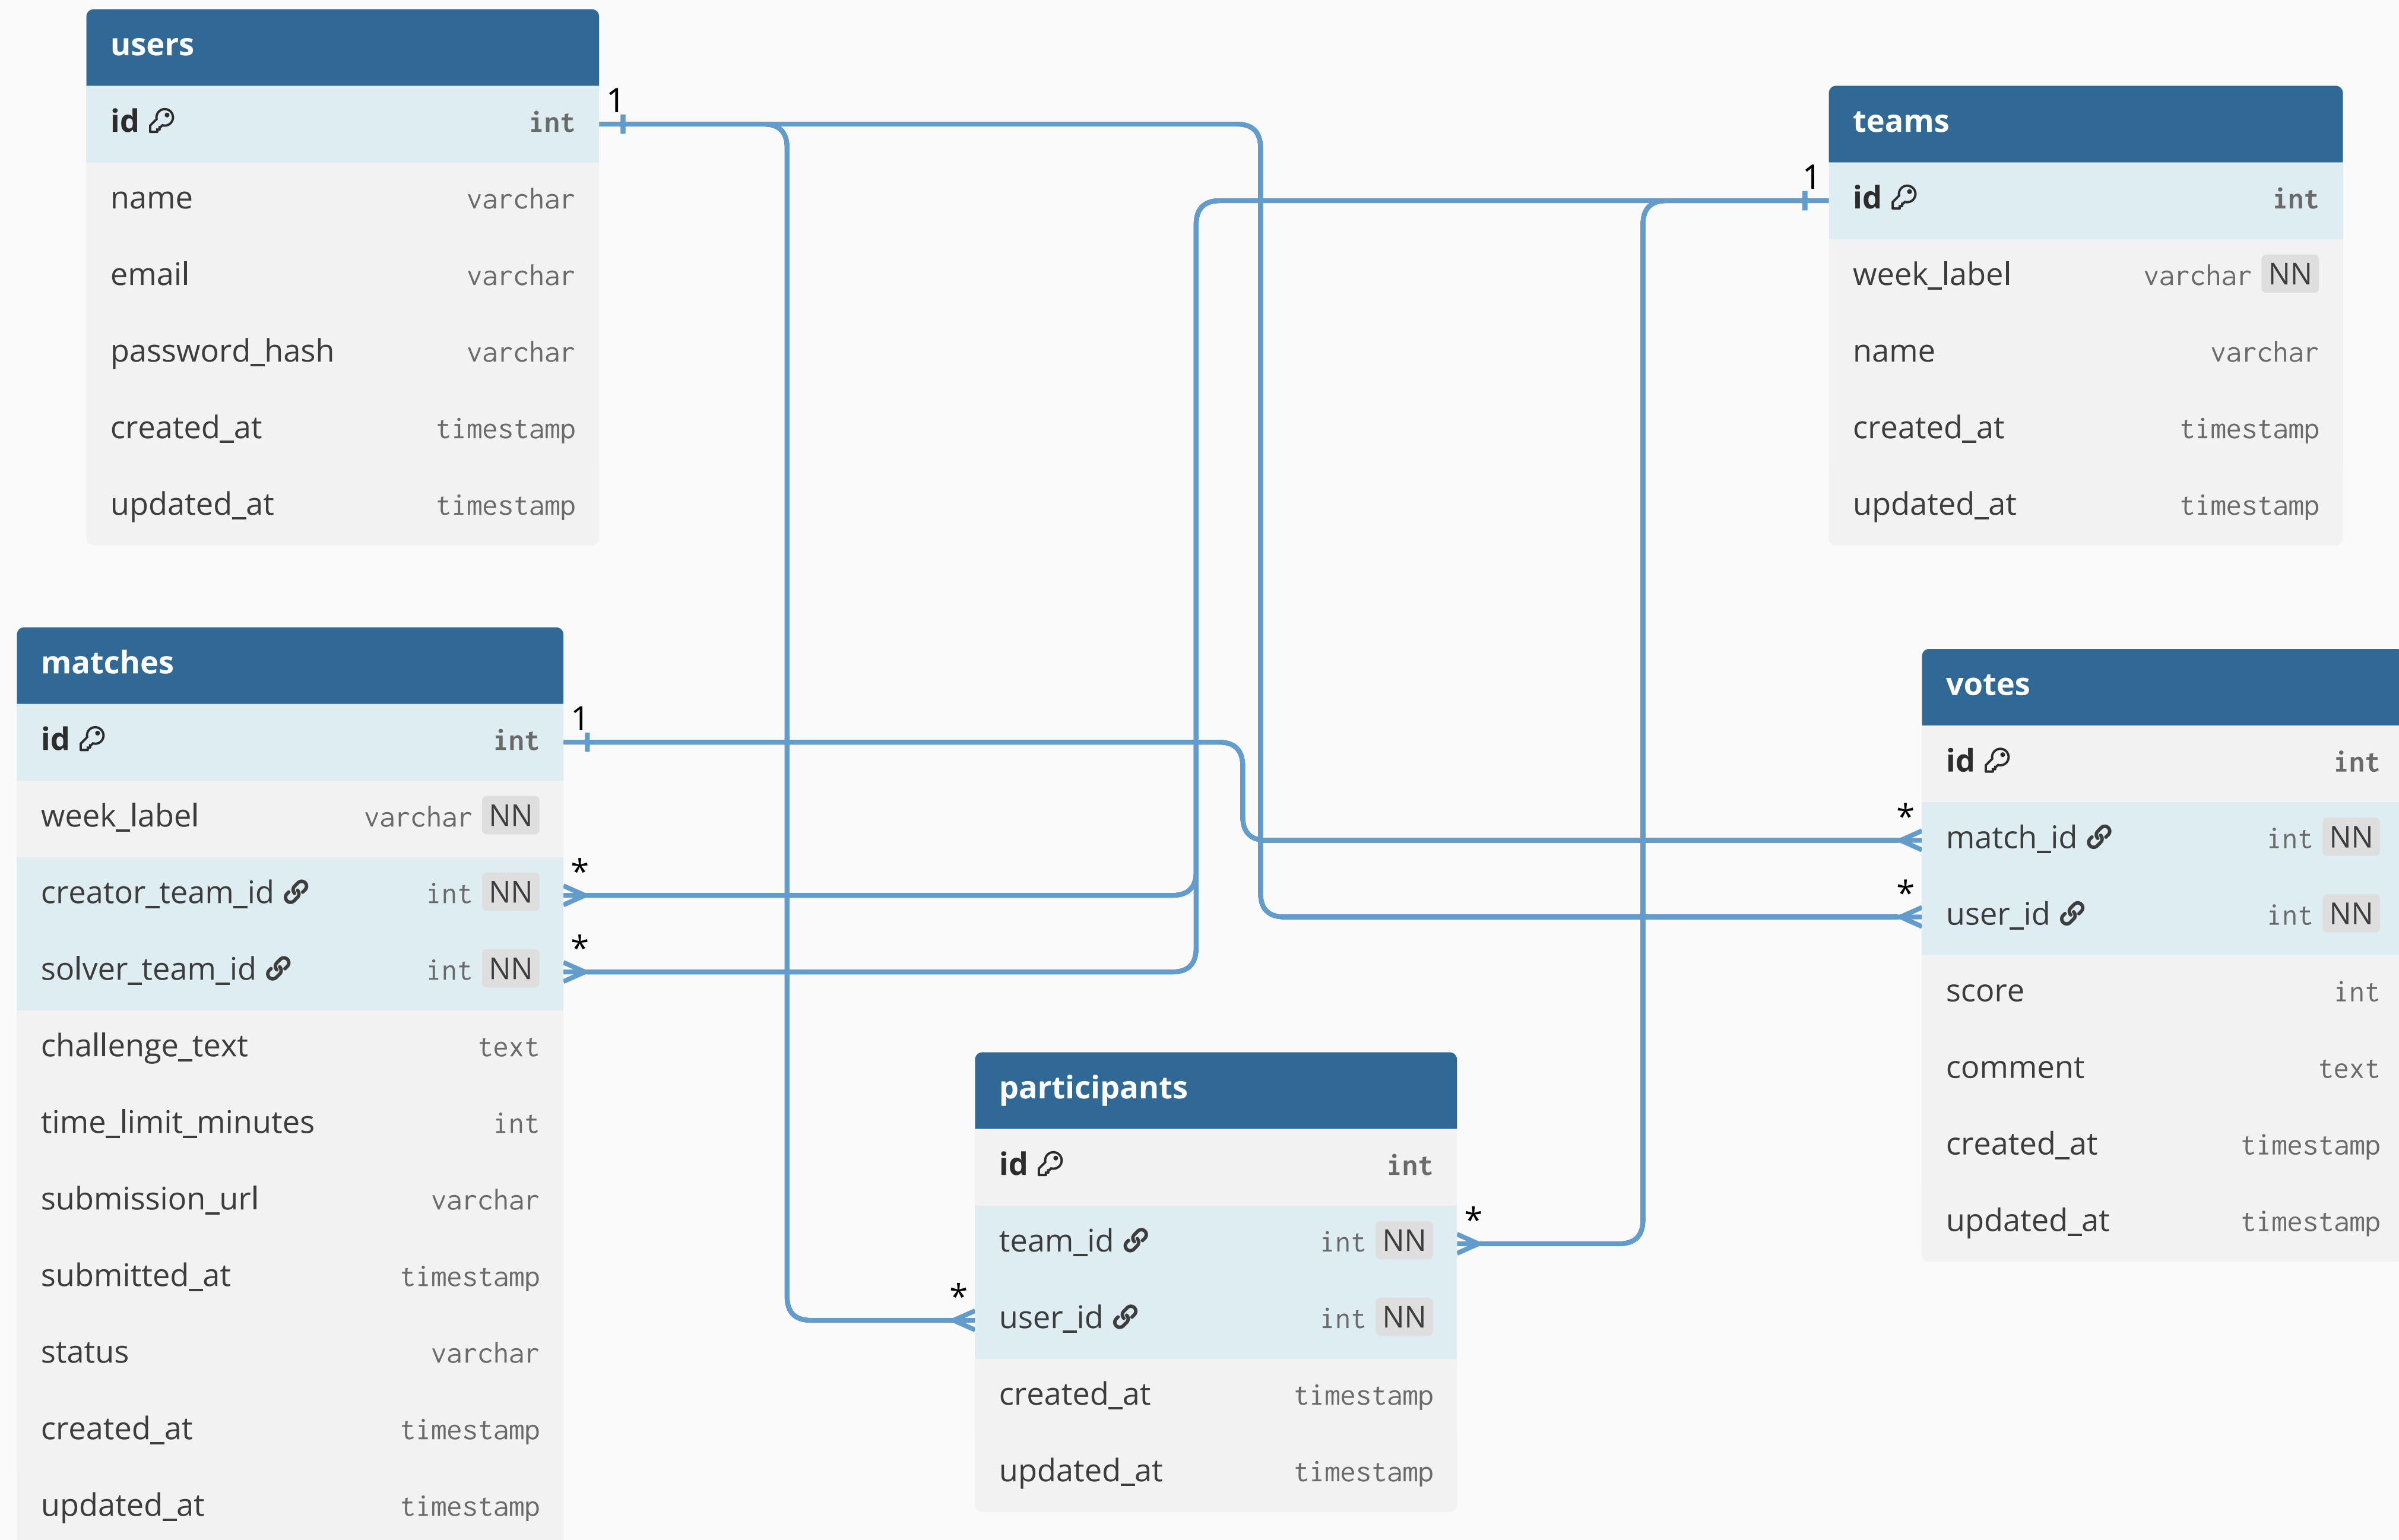 users
id int
name varchar
email varchar
password_hash varchar
created_at timestamp
updated_at timestamp
1
teams
1
id int
week_label varchar NN
name varchar
created_at timestamp
updated_at timestamp
matches
id int
1
week_label varchar NN
creator_team_id int NN
*
solver_team_id int NN
*
challenge_text text
time_limit_minutes int
submission_url varchar
submitted_at timestamp
status varchar
created_at timestamp
updated_at timestamp
votes
id int
*
match_id int NN
*
user_id int NN
score int
comment text
created_at timestamp
updated_at timestamp
participants
id int
team_id int NN
*
*
user_id int NN
created_at timestamp
updated_at timestamp